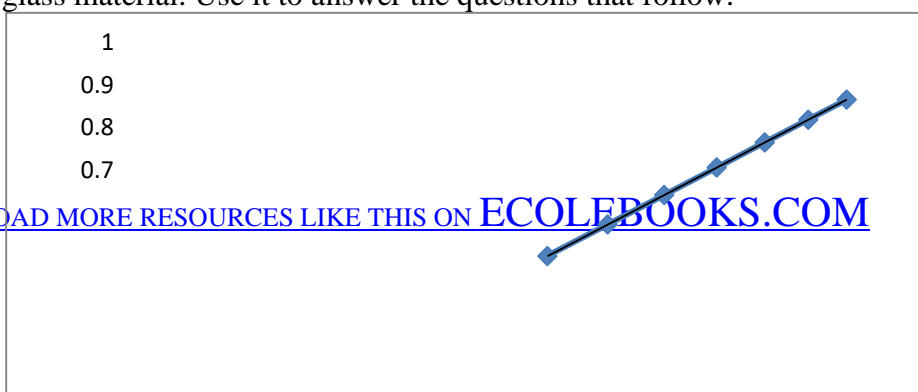 glass material. Use it to answer the questions that follow.
1
0.9
0.8
0.7
OAD MORE RESOURCES LIKE THIS ON ECOLEBOOKS.COM